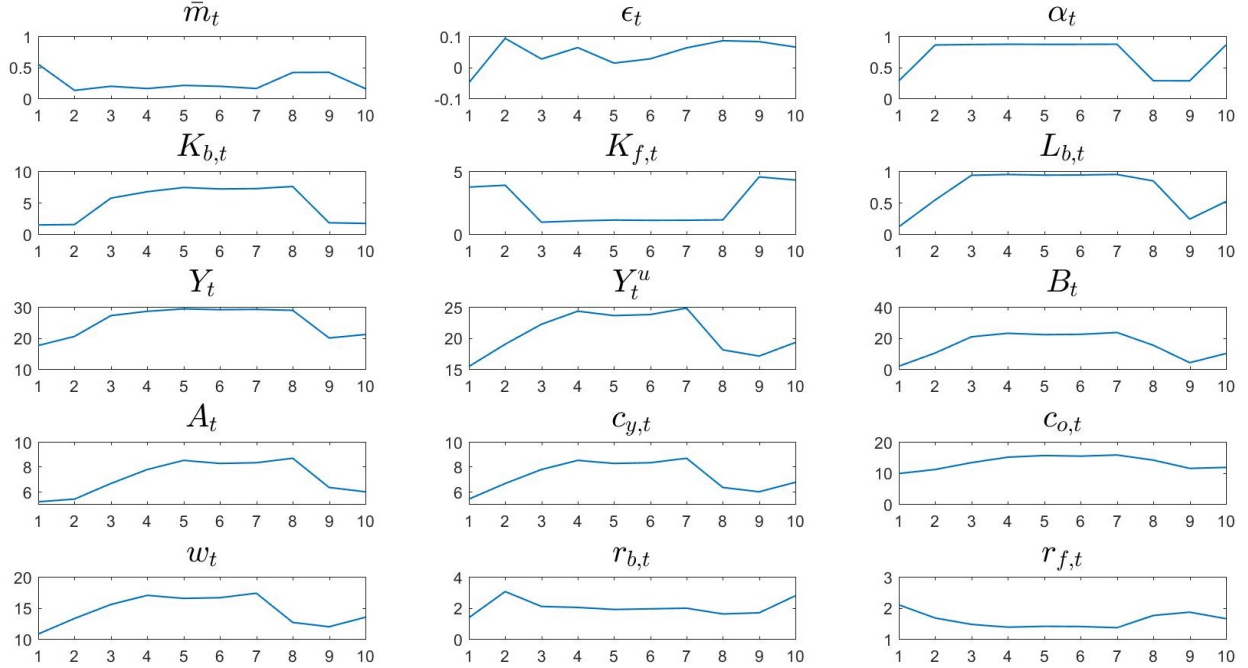 m̄ₜ ϵₜ αₜ
1 0.1 1
0.5 0 0.5
0 -0.1 0
1 2 3 4 5 6 7 8 9 10 1 2 3 4 5 6 7 8 9 10 1 2 3 4 5 6 7 8 9 10
K_{b,t} K_{f,t} L_{b,t}
10 5 1
5 0.5
0 0 0
1 2 3 4 5 6 7 8 9 10 1 2 3 4 5 6 7 8 9 10 1 2 3 4 5 6 7 8 9 10
Y_t Y_t^u B_t
30 25 40
20 20 20
10 15 0
1 2 3 4 5 6 7 8 9 10 1 2 3 4 5 6 7 8 9 10 1 2 3 4 5 6 7 8 9 10
A_t c_{y,t} c_{o,t}
10 10 20
8 8 10
6 6 0
1 2 3 4 5 6 7 8 9 10 1 2 3 4 5 6 7 8 9 10 1 2 3 4 5 6 7 8 9 10
w_t r_{b,t} r_{f,t}
20 4 3
15 2 2
10 0 1
1 2 3 4 5 6 7 8 9 10 1 2 3 4 5 6 7 8 9 10 1 2 3 4 5 6 7 8 9 10